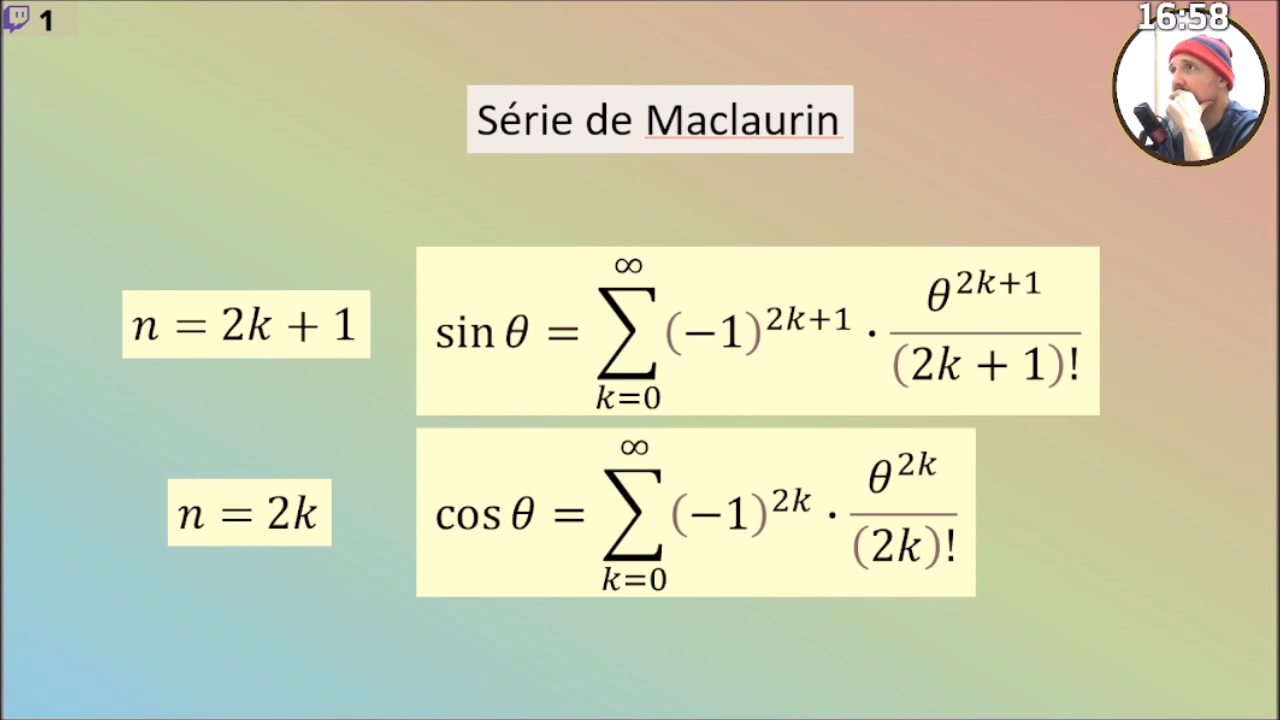 1
16:58
Série de Maclaurin
n = 2k + 1
sin θ = ∑_{k=0}^{∞} (−1)^{2k+1} · θ^{2k+1} / (2k + 1)!
n = 2k
cos θ = ∑_{k=0}^{∞} (−1)^{2k} · θ^{2k} / (2k)!